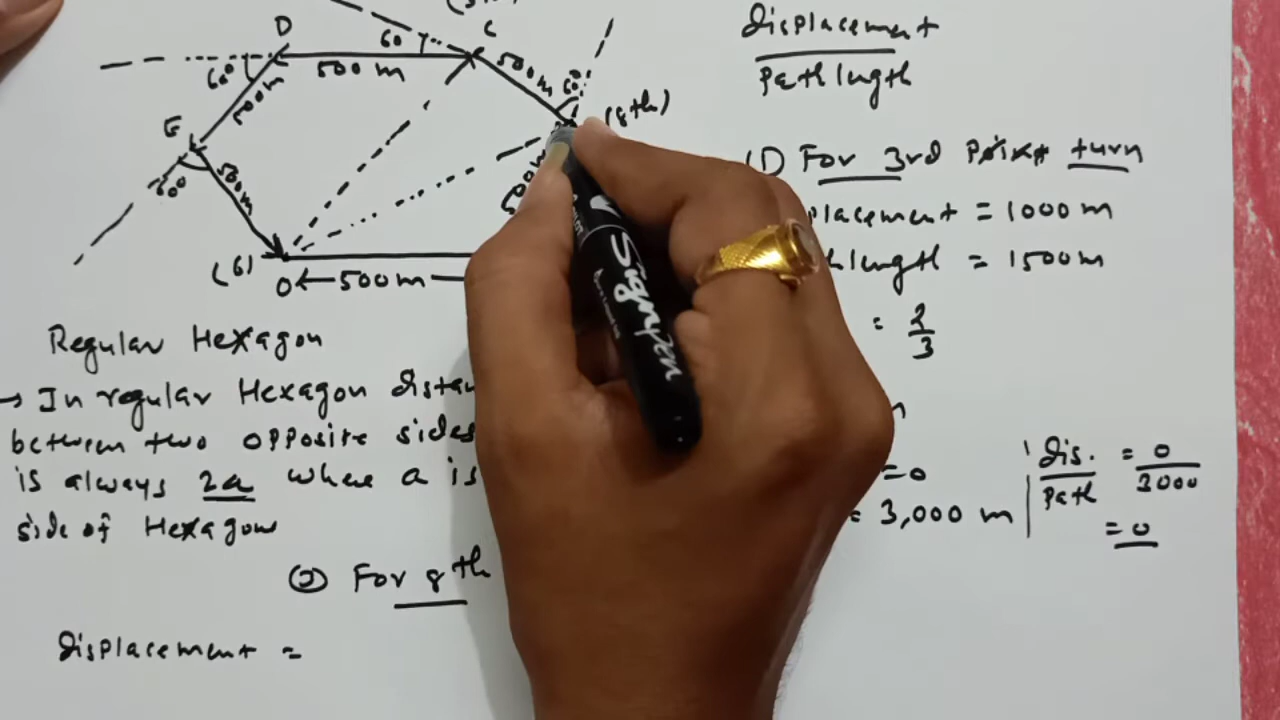 D
C
60
500 m
500 m
60°
(8th)
60°
500m
E
60°
500m
(6)
O ←500m
Displacement
Path length
(1) For 3rd Point turn
placement = 1000 m
length = 1500 m
= 2/3
=0
= 3,000 m
Dis. / Path = 0 / 3000
= 0
Regular Hexagon
→ In regular Hexagon distan
between two opposite sides
is always 2a where a is
side of Hexagon
For 8th
Displacement =
Signpen